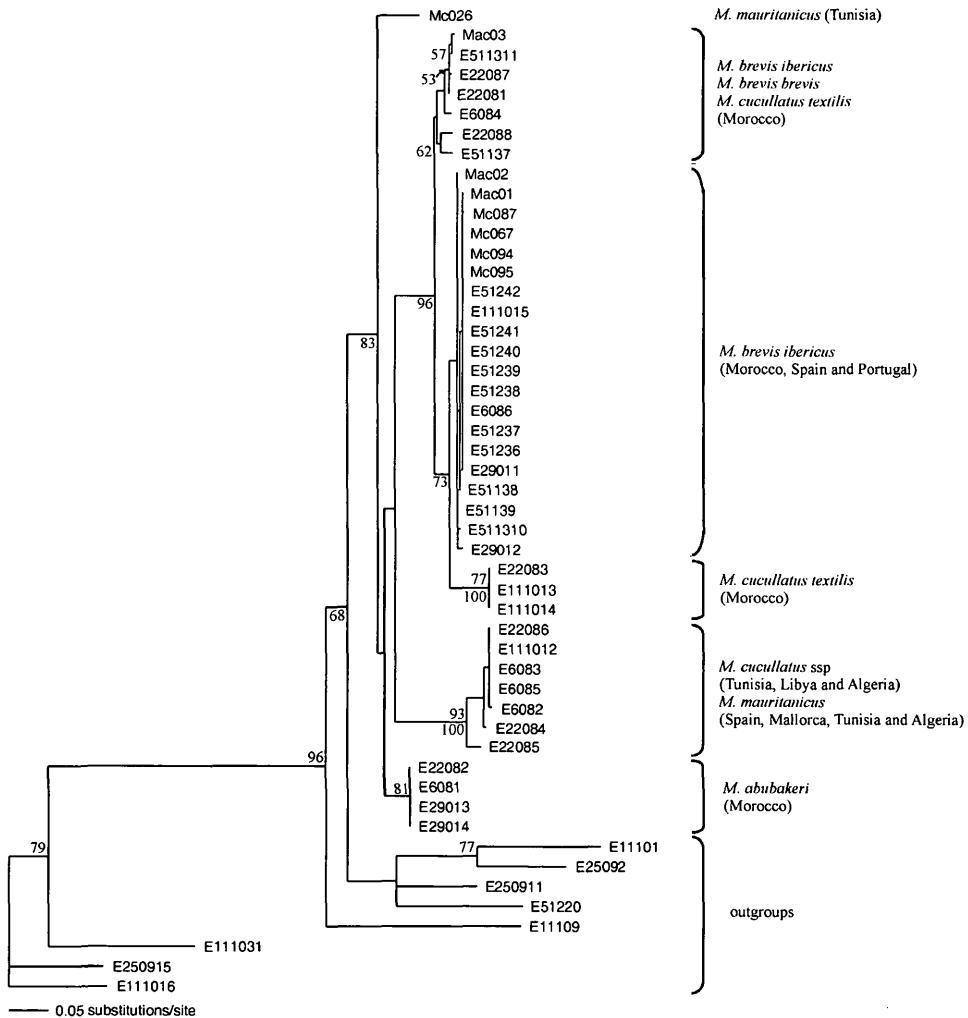 Mc026
M. mauritanicus (Tunisia)
Mac03
57
E511311
53
E22087
E22081
E6084
E22088
62
E51137
M. brevis ibericus
M. brevis brevis
M. cucullatus textilis
(Morocco)
Mac02
Mac01
Mc087
Mc067
Mc094
Mc095
E51242
96
E111015
E51241
83
E51240
E51239
E51238
E6086
E51237
E51236
E29011
73
E51138
E51139
E511310
E29012
M. brevis ibericus
(Morocco, Spain and Portugal)
E22083
77
E111013
100
E111014
M. cucullatus textilis
(Morocco)
68
E22086
E111012
E6083
E6085
E6082
93
E22084
100
E22085
M. cucullatus ssp
(Tunisia, Libya and Algeria)
M. mauritanicus
(Spain, Mallorca, Tunisia and Algeria)
96
E22082
81
E6081
E29013
E29014
M. abubakeri
(Morocco)
79
77
E11101
E25092
E250911
E51220
E11109
E111031
E250915
E111016
outgroups
0.05 substitutions/site